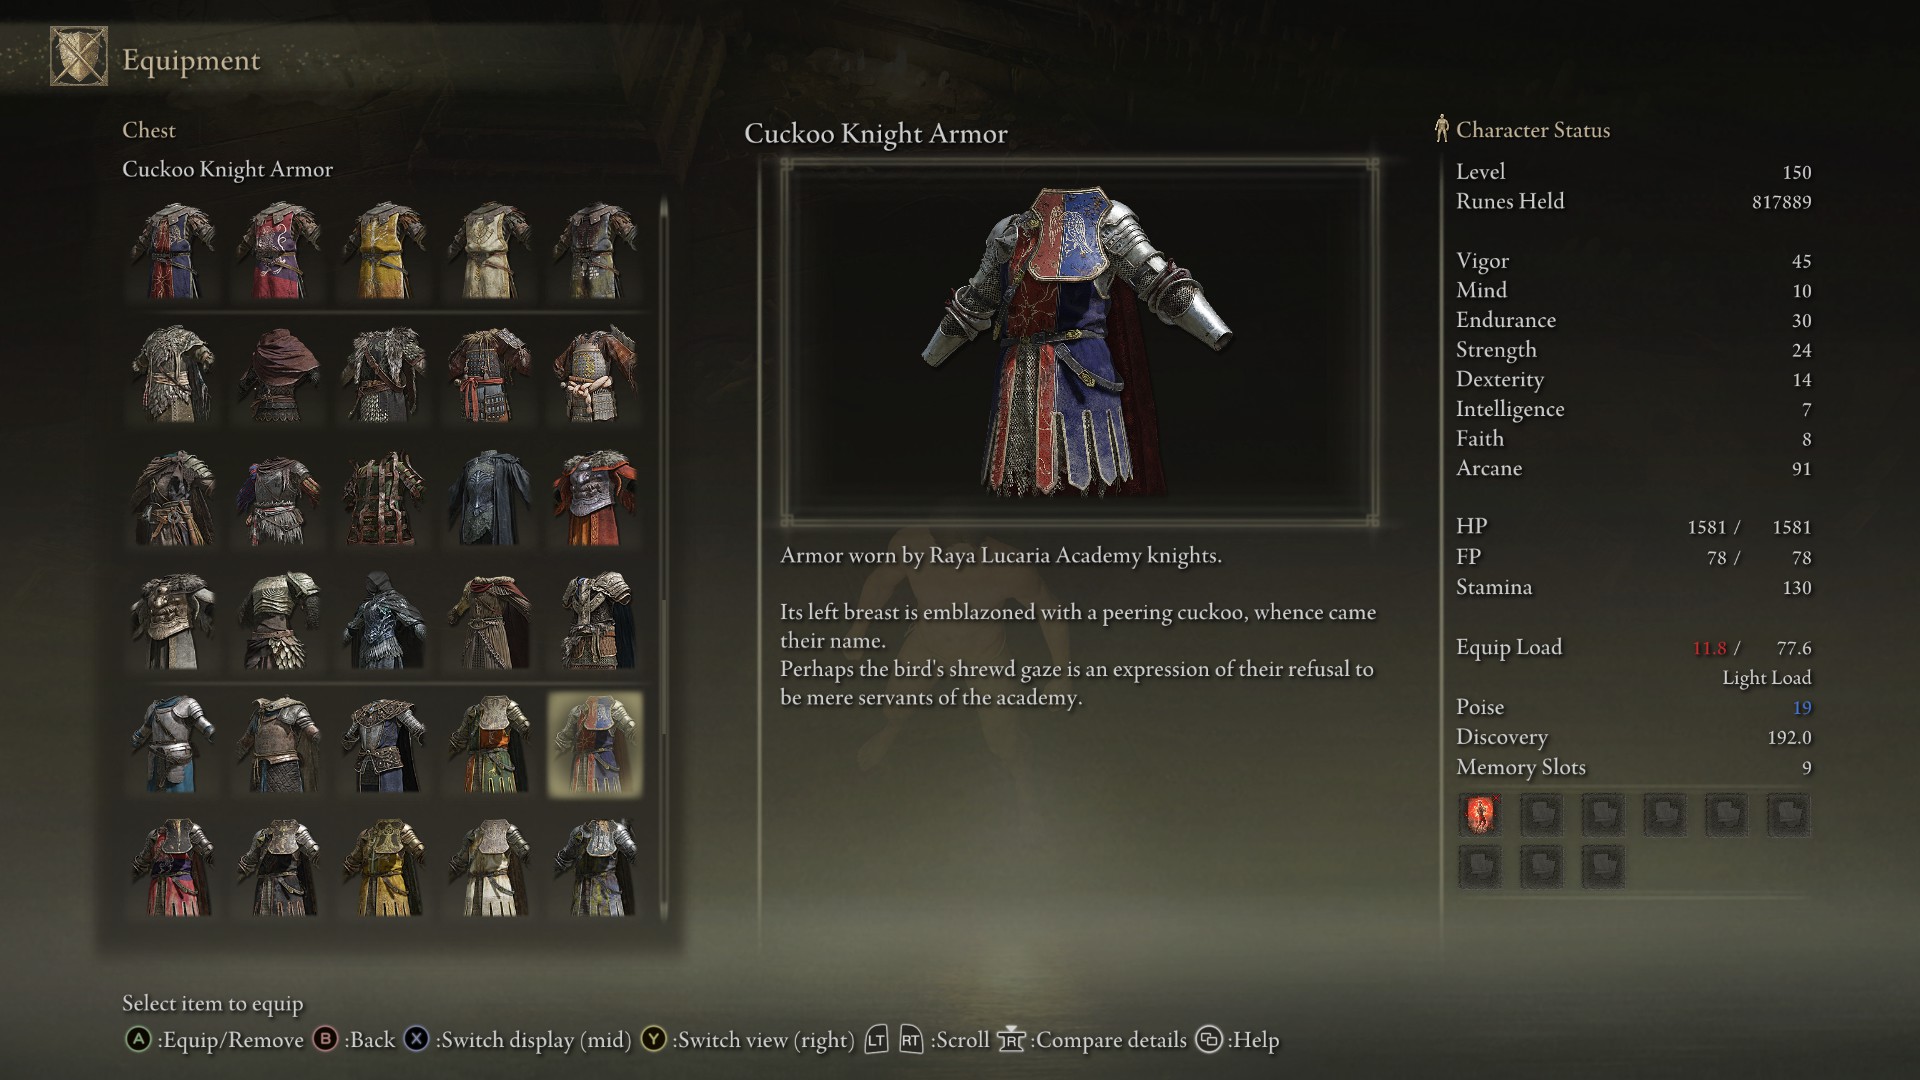 Equipment
Chest
Cuckoo Knight Armor
Cuckoo Knight Armor
Armor worn by Raya Lucaria Academy knights.
Its left breast is emblazoned with a peering cuckoo, whence came
their name.
Perhaps the bird's shrewd gaze is an expression of their refusal to
be mere servants of the academy.
Character Status
Level 150
Runes Held 817889
Vigor 45
Mind 10
Endurance 30
Strength 24
Dexterity 14
Intelligence 7
Faith 8
Arcane 91
HP 1581 / 1581
FP 78 / 78
Stamina 130
Equip Load 11.8 / 77.6
Light Load
Poise 19
Discovery 192.0
Memory Slots 9
Select item to equip
A :Equip/Remove B :Back X :Switch display (mid) Y :Switch view (right) LT RT :Scroll R :Compare details :Help